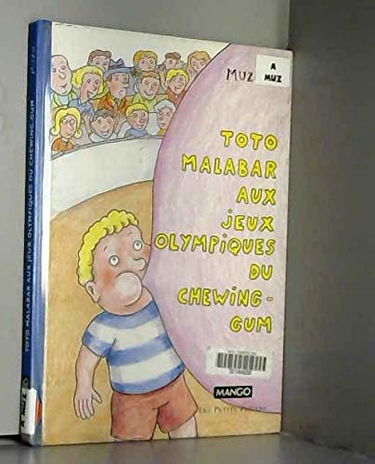 MUZ
A
MUZ
TOTO
MALABAR
AUX
JEUX
OLYMPIQUES
DU
CHEWING-
GUM
MANGO
TOTO MALABAR AUX JEUX OLYMPIQUES DU CHEWING-GUM
A MUZ